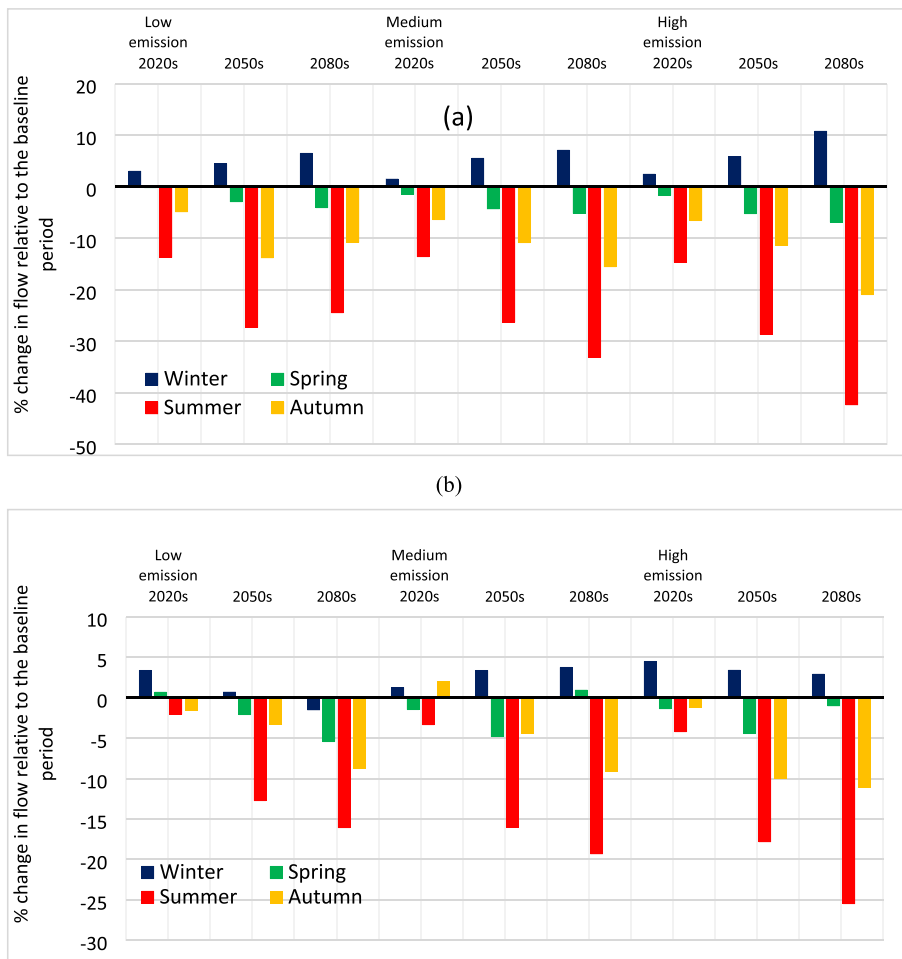 Low
emission
2020s 2050s 2080s
Medium
emission
2020s 2050s 2080s
High
emission
2020s 2050s 2080s
% change in flow relative to the baseline
period
20
10
0
-10
-20
-30
-40
-50
(a)
Winter Spring
Summer Autumn
(b)
Low
emission
2020s 2050s 2080s
Medium
emission
2020s 2050s 2080s
High
emission
2020s 2050s 2080s
% change in flow relative to the baseline
period
10
5
0
-5
-10
-15
-20
-25
-30
Winter Spring
Summer Autumn